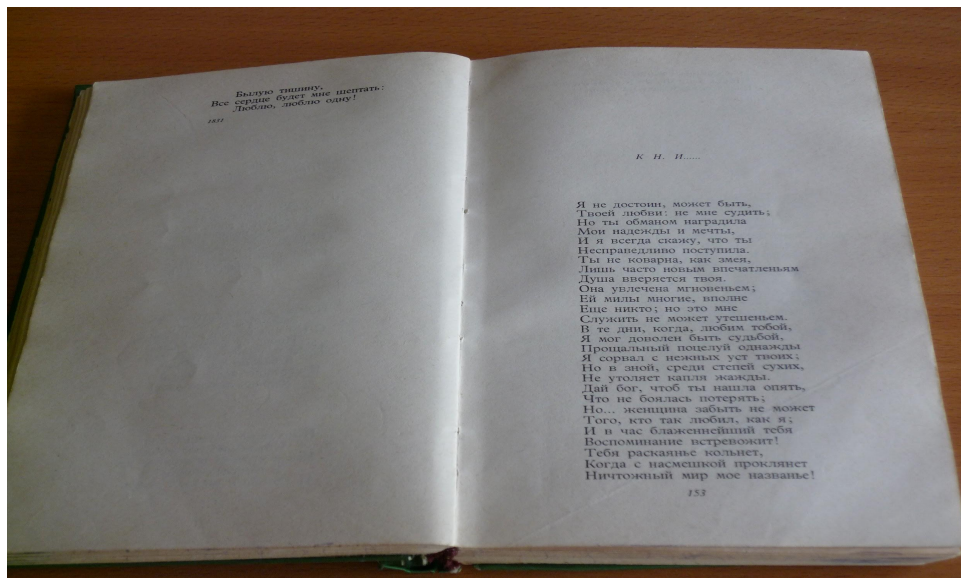 Былую тишину,
Все сердце будет мне шептать:
Люблю, люблю одну!
1831
К Н. И.....
Я не достоин, может быть,
Твоей любви: не мне судить;
Но ты обманом наградила
Мои надежды и мечты,
И я всегда скажу, что ты
Несправедливо поступила.
Ты не коварна, как змея,
Лишь часто новым впечатленьям
Душа вверяется твоя.
Она увлечена мгновеньем;
Ей милы многие, вполне
Еще никто; но это мне
Служить не может утешеньем.
В те дни, когда, любим тобой,
Я мог доволен быть судьбой,
Прощальный поцелуй однажды
Я сорвал с нежных уст твоих;
Но в зной, среди степей сухих,
Не утоляет капля жажды.
Дай бог, чтоб ты нашла опять,
Что не боялась потерять;
Но... женщина забыть не может
Того, кто так любил, как я;
И в час блаженнейший тебя
Воспоминание встревожит!
Тебя раскаянье кольнет,
Когда с насмешкой проклянет
Ничтожный мир мое названье!
153